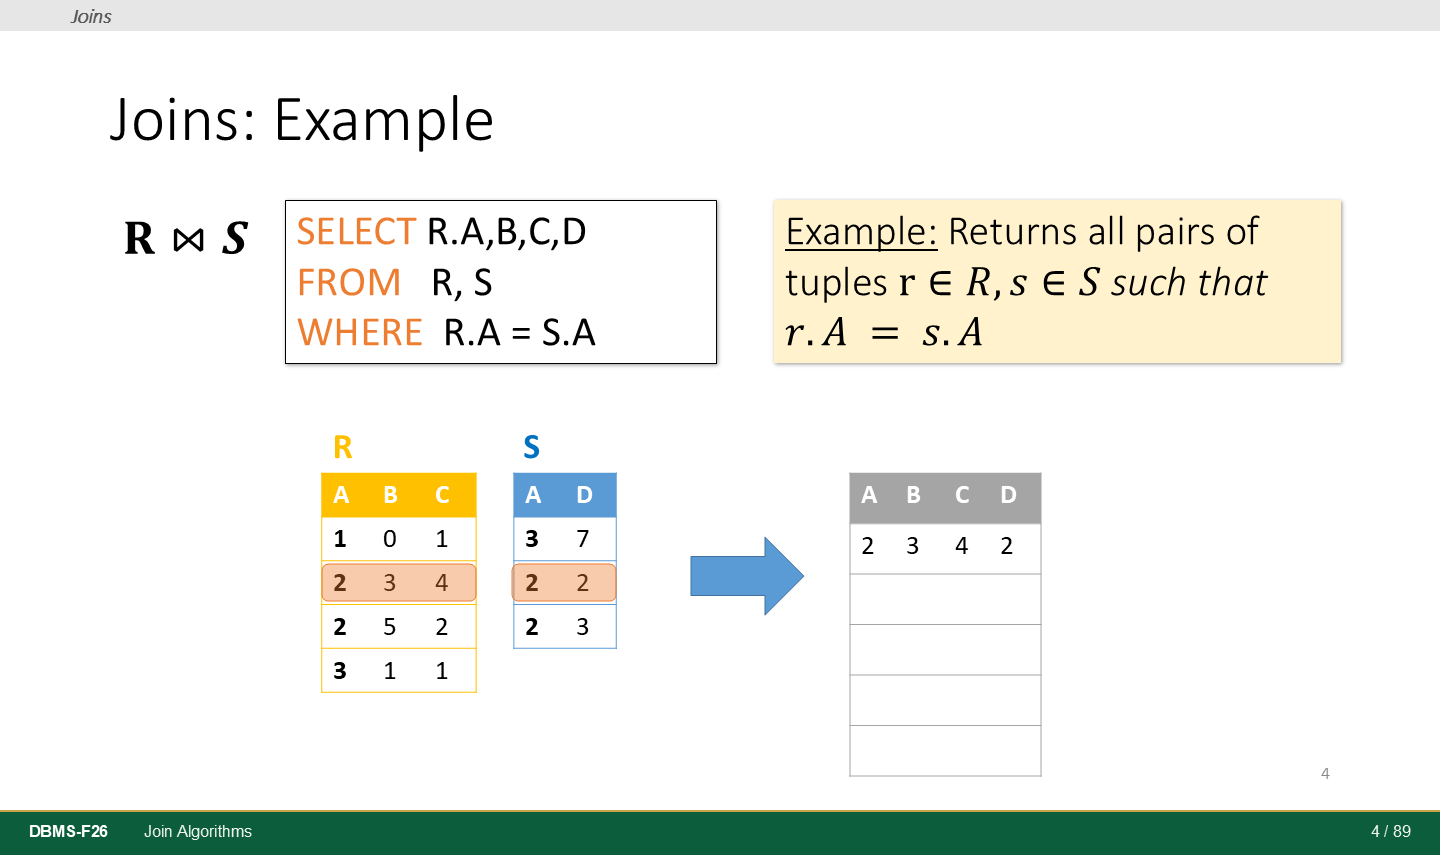 Joins
Joins: Example
R ⋈ S
SELECT R.A,B,C,D
FROM R, S
WHERE R.A = S.A
Example: Returns all pairs of
tuples r ∈ R, s ∈ S such that
r.A = s.A
R
A B C
1 0 1
2 3 4
2 5 2
3 1 1
S
A D
3 7
2 2
2 3
A B C D
2 3 4 2
4
DBMS-F26 Join Algorithms 4 / 89